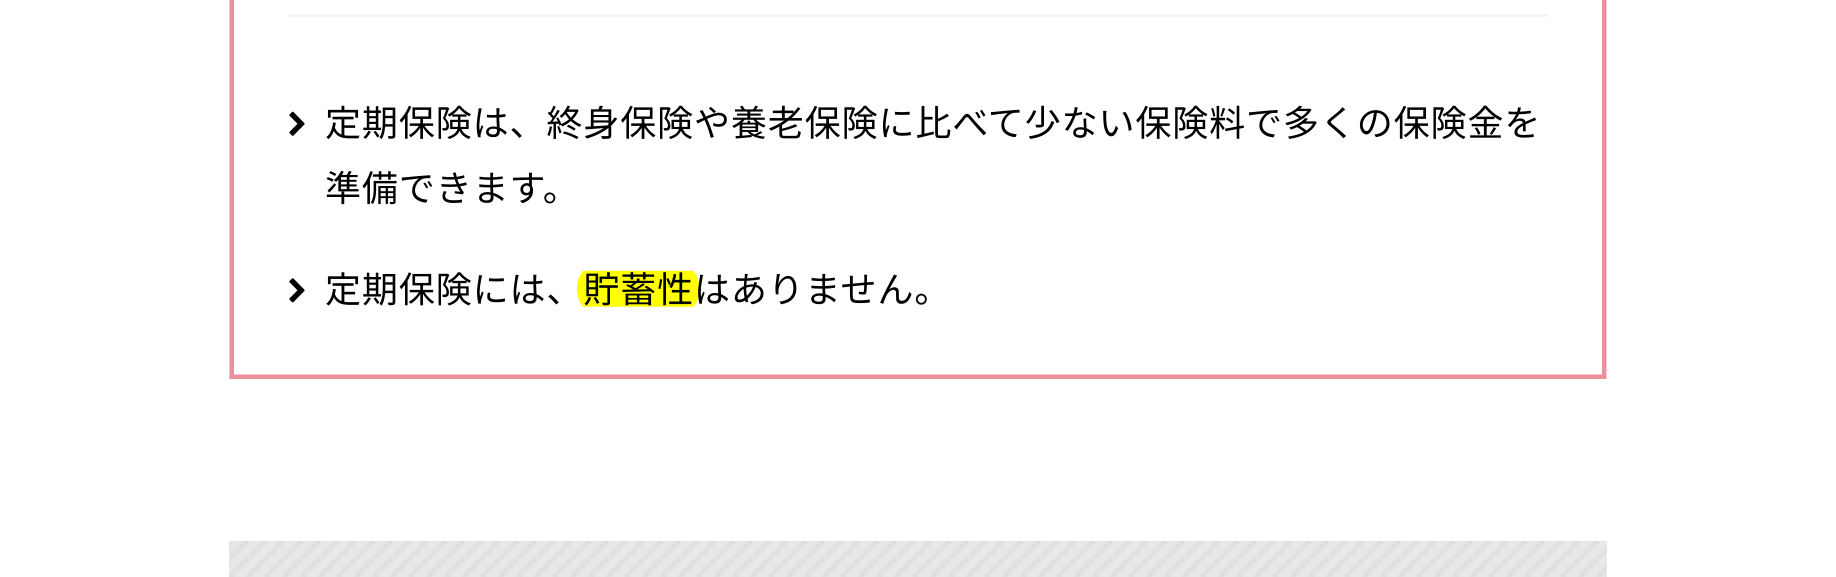 定期保険は、終身保険や養老保険に比べて少ない保険料で多くの保険金を
準備できます。
定期保険には、貯蓄性はありません。